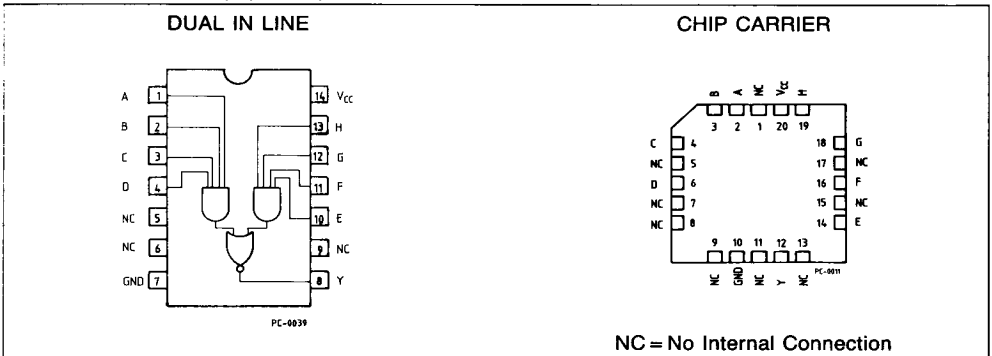 DUAL IN LINE
A 1
B 2
C 3
D 4
NC 5
NC 6
GND 7
14 VCC
13 H
12 G
11 F
10 E
9 NC
8 Y
PC-0039
CHIP CARRIER
B A NC VCC H
3 2 1 20 19
C 4
NC 5
D 6
NC 7
NC 8
18 G
17 NC
16 F
15 NC
14 E
9 10 11 12 13
NC GND NC Y NC
PC-0011
NC = No Internal Connection